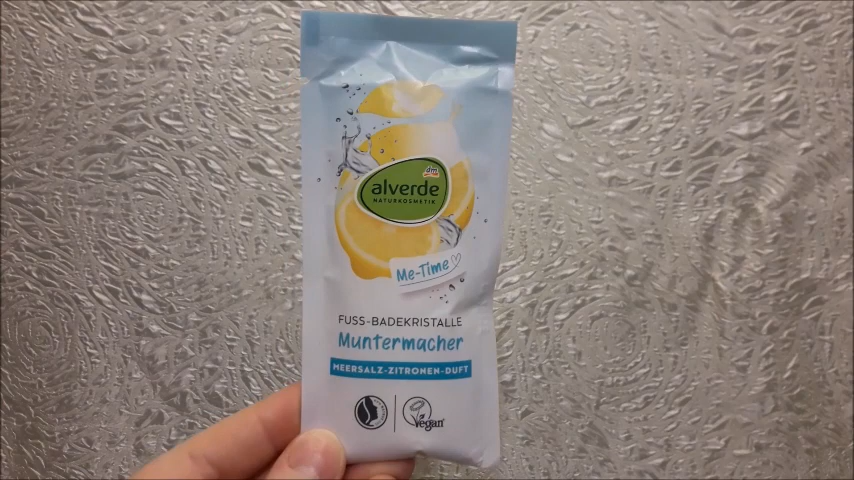 dm
alverde
NATURKOSMETIK
Me-Time
FUSS-BADEKRISTALLE
Muntermacher
MEERSALZ-ZITRONEN-DUFT
Vegan